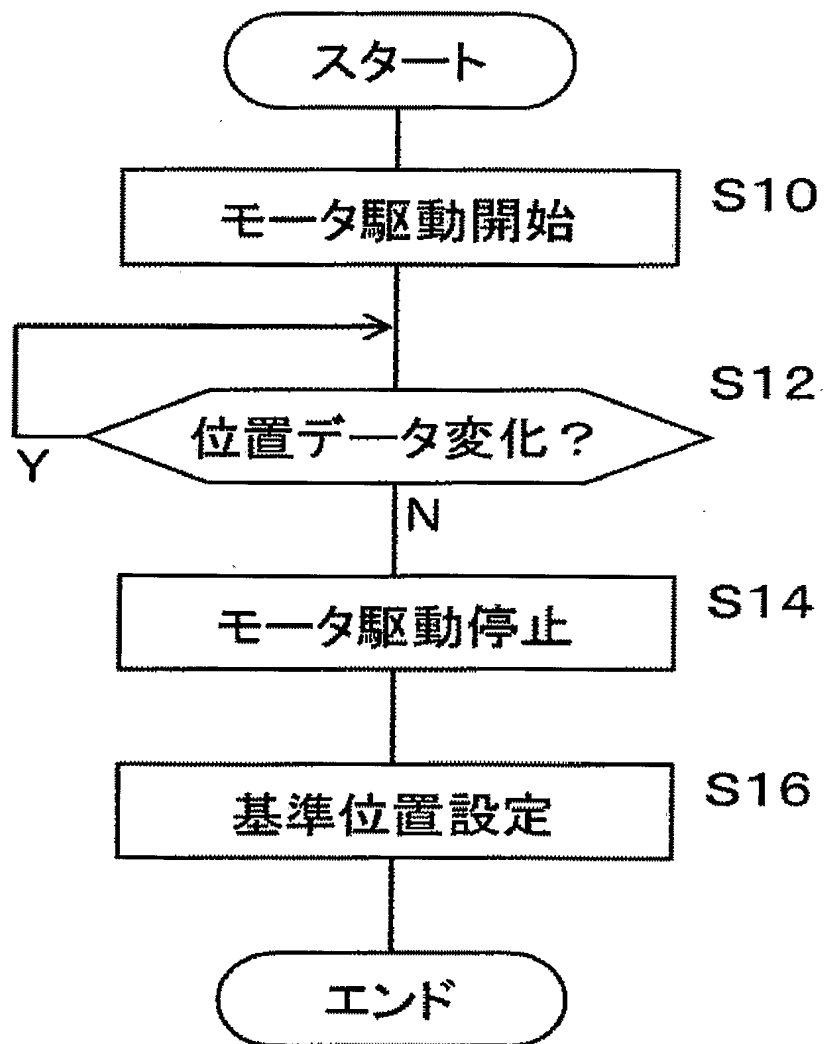 スタート
モータ駆動開始
S10
位置データ変化?
S12
Y
N
モータ駆動停止
S14
基準位置設定
S16
エンド